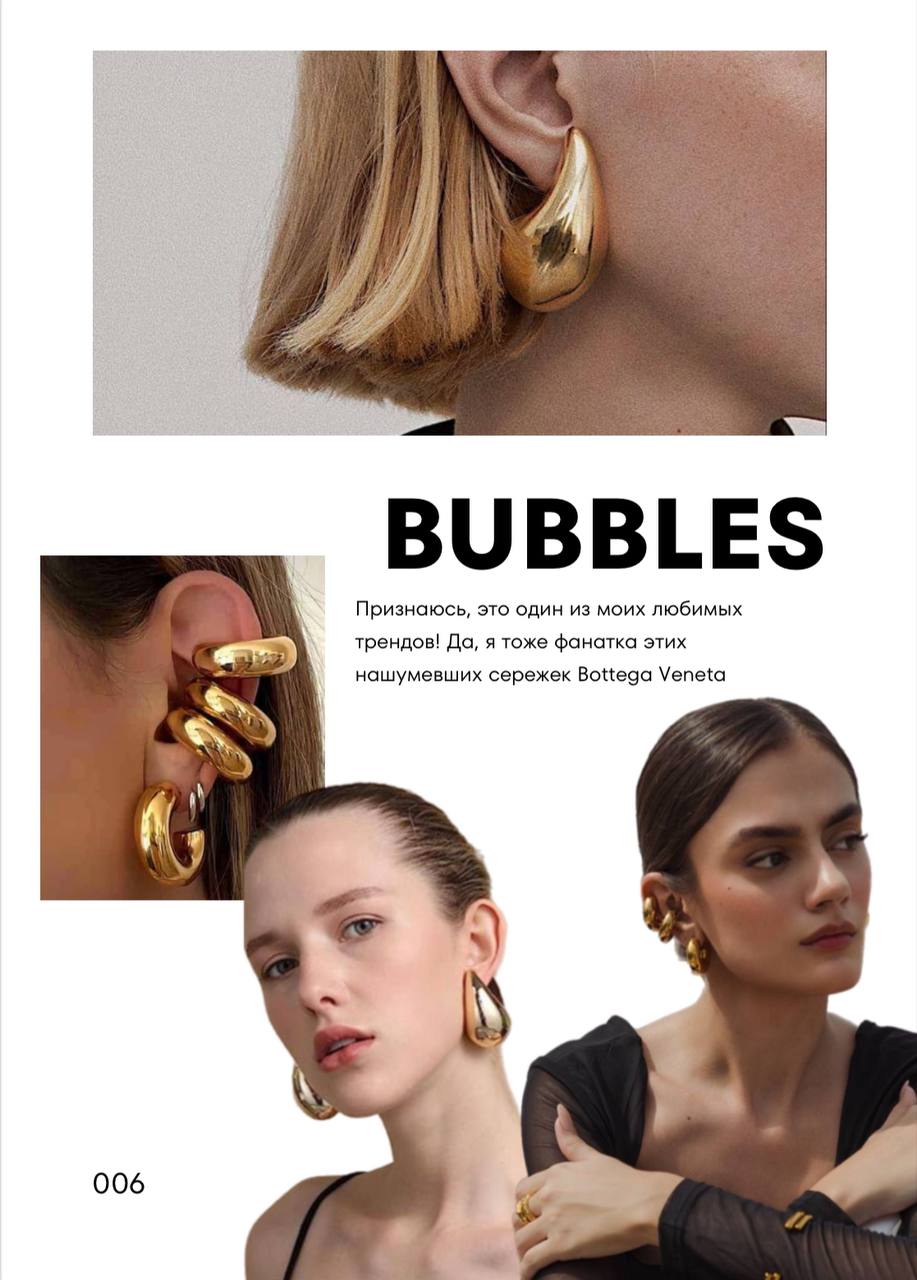 BUBBLES
Признаюсь, это один из моих любимых
трендов! Да, я тоже фанатка этих
нашумевших сережек Bottega Veneta
006